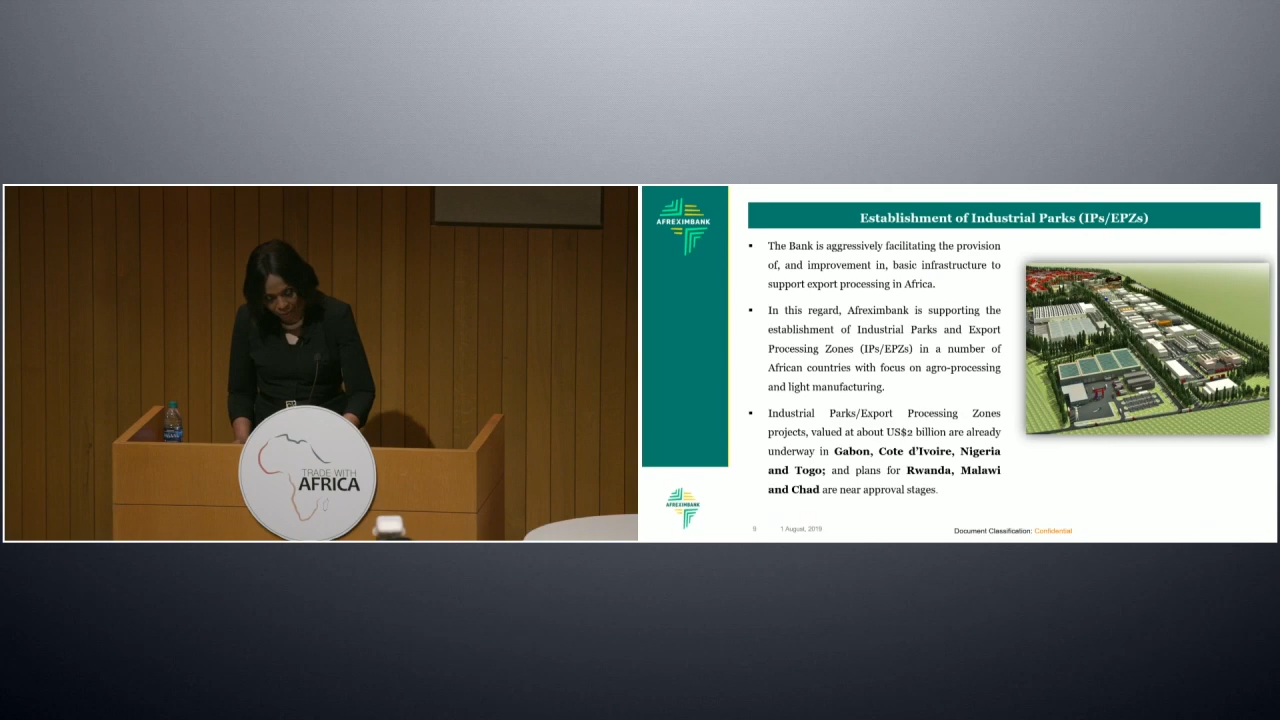 TRADE WITH
AFRICA
AFREXIMBANK
Establishment of Industrial Parks (IPs/EPZs)
▪ The Bank is aggressively facilitating the provision
of, and improvement in, basic infrastructure to
support export processing in Africa.
▪ In this regard, Afreximbank is supporting the
establishment of Industrial Parks and Export
Processing Zones (IPs/EPZs) in a number of
African countries with focus on agro-processing
and light manufacturing.
▪ Industrial Parks/Export Processing Zones
projects, valued at about US$2 billion are already
underway in Gabon, Cote d'Ivoire, Nigeria
and Togo; and plans for Rwanda, Malawi
and Chad are near approval stages.
AFREXIMBANK
1 August, 2019
Document Classification: Confidential